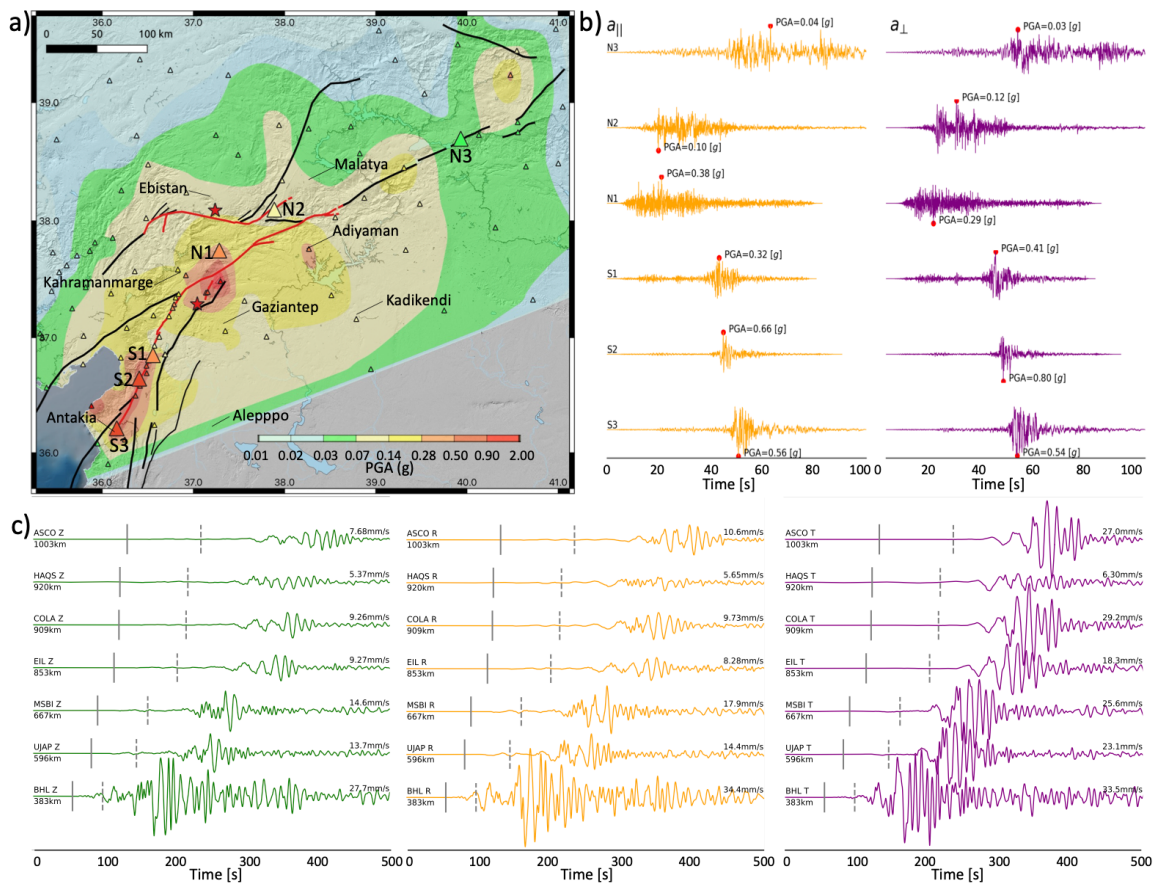 a)
36.0 37.0 38.0 39.0 40.0 41.0
0 50 100 km
39.0
38.0
37.0
36.0
N3
Malatya
Ebistan
N2
N1
Adiyaman
Kahramanmarge
Gaziantep
Kadikendi
S1
S2
Antakia
S3
Alepppo
0.01 0.02 0.03 0.07 0.14 0.28 0.50 0.90 2.00
PGA (g)
36.0 37.0 38.0 39.0 40.0 41.0
39.0
38.0
37.0
36.0
b)
a|| a⊥
N3 PGA=0.04 [g] PGA=0.03 [g]
N2 PGA=0.10 [g] PGA=0.12 [g]
N1 PGA=0.38 [g] PGA=0.29 [g]
S1 PGA=0.32 [g] PGA=0.41 [g]
S2 PGA=0.66 [g] PGA=0.80 [g]
S3 PGA=0.56 [g] PGA=0.54 [g]
0 20 40 60 80 100 0 20 40 60 80 100
Time [s] Time [s]
c)
ASCO Z 7.68mm/s ASCO R 10.6mm/s ASCO T 27.0mm/s
1003km 1003km 1003km
HAQS Z 5.37mm/s HAQS R 5.65mm/s HAQS T 6.30mm/s
920km 920km 920km
COLA Z 9.26mm/s COLA R 9.73mm/s COLA T 29.2mm/s
909km 909km 909km
EIL Z 9.27mm/s EIL R 8.28mm/s EIL T 18.3mm/s
853km 853km 853km
MSBI Z 14.6mm/s MSBI R 17.9mm/s MSBI T 25.6mm/s
667km 667km 667km
UJAP Z 13.7mm/s UJAP R 14.4mm/s UJAP T 23.1mm/s
596km 596km 596km
BHL Z 27.7mm/s BHL R 34.4mm/s BHL T 33.5mm/s
383km 383km 383km
0 100 200 300 400 500 0 100 200 300 400 500 0 100 200 300 400 500
Time [s] Time [s] Time [s]